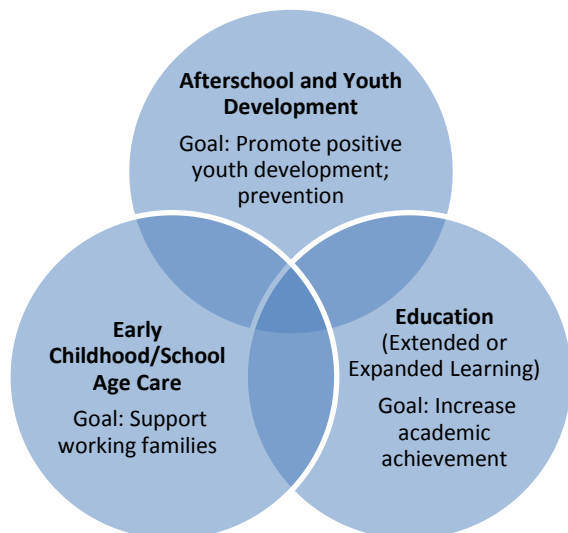 Afterschool and Youth
Development
Goal: Promote positive
youth development;
prevention
Early
Childhood/School
Age Care
Goal: Support
working families
Education
(Extended or
Expanded Learning)
Goal: Increase
academic
achievement